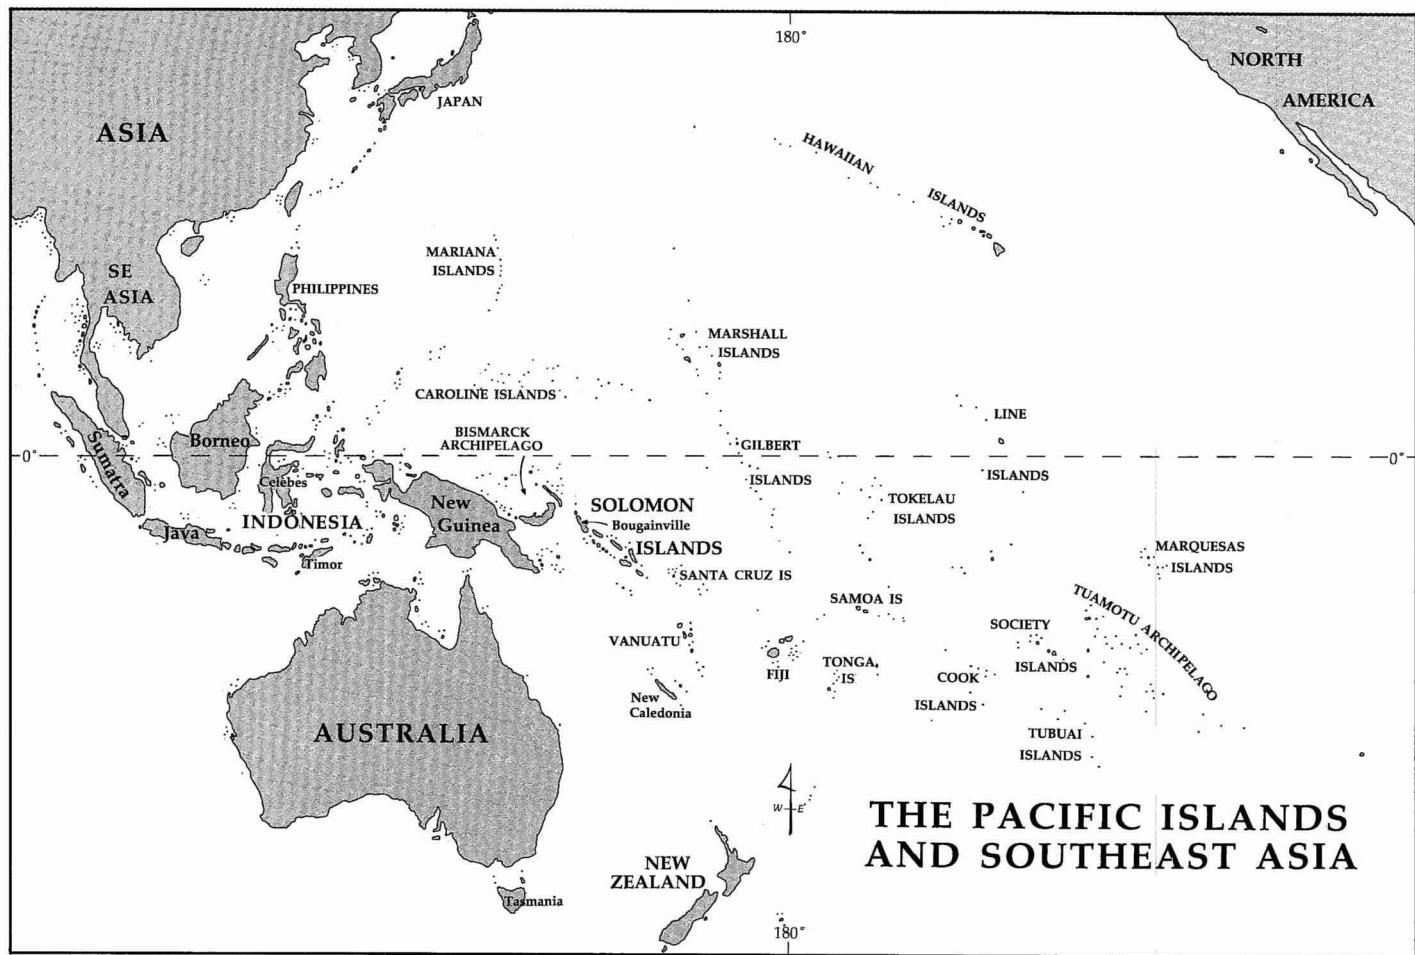 180°
NORTH
AMERICA
JAPAN
ASIA
HAWAIIAN
ISLANDS
MARIANA
ISLANDS
SE
ASIA
PHILIPPINES
MARSHALL
ISLANDS
CAROLINE ISLANDS
LINE
ISLANDS
BISMARCK
ARCHIPELAGO
Borneo
GILBERT
ISLANDS
0°
0°
Sumatra
Celebes
New
Guinea
TOKELAU
ISLANDS
SOLOMON
Bougainville
ISLANDS
INDONESIA
Java
Timor
MARQUESAS
ISLANDS
SANTA CRUZ IS
SAMOA IS
TUAMOTU ARCHIPELAGO
SOCIETY
ISLANDS
VANUATU
FIJI
TONGA
IS
COOK
ISLANDS
New
Caledonia
AUSTRALIA
TUBUAI
ISLANDS
W E
THE PACIFIC ISLANDS
AND SOUTHEAST ASIA
NEW
ZEALAND
Tasmania
180°